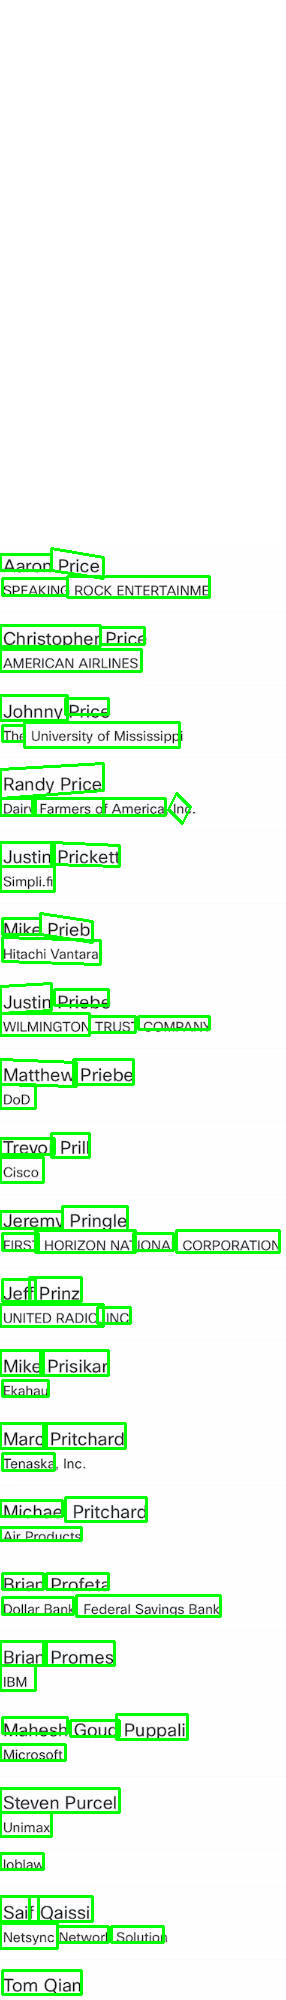 Aaron Price
SPEAKING ROCK ENTERTAINME
Christopher Price
AMERICAN AIRLINES
Johnny Price
The University of Mississippi
Randy Price
Dairy Farmers of America, Inc.
Justin Prickett
Simpli.fi
Mike Prieb
Hitachi Vantara
Justin Priebe
WILMINGTON TRUST COMPANY
Matthew Priebe
DoD
Trevor Prill
Cisco
Jeremy Pringle
FIRST HORIZON NATIONAL CORPORATION
Jeff Prinz
UNITED RADIO INC
Mike Prisikar
Ekahau
Marc Pritchard
Tenaska, Inc.
Michael Pritchard
Air Products
Brian Profeta
Dollar Bank Federal Savings Bank
Brian Promes
IBM
Mahesh Goud Puppali
Microsoft
Steven Purcel
Unimax
loblaw
Saif Qaissi
Netsync Network Solution
Tom Qian